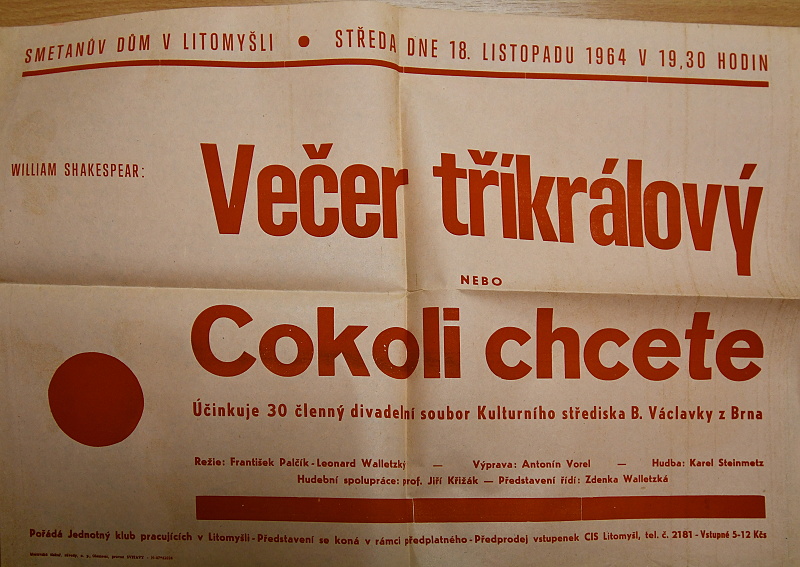 SMETANŮV DŮM V LITOMYŠLI ● STŘEDA DNE 18. LISTOPADU 1964 V 19,30 HODIN
WILLIAM SHAKESPEAR:
Večer tříkrálový
NEBO
Cokoli chcete
Účinkuje 30 členný divadelní soubor Kulturního střediska B. Václavky z Brna
Režie: František Palčík - Leonard Walletzký — Výprava: Antonín Vorel — Hudba: Karel Steinmetz
Hudební spolupráce: prof. Jiří Křižák — Představení řídí: Zdenka Walletzká
Pořádá Jednotný klub pracujících v Litomyšli - Představení se koná v rámci předplatného - Předprodej vstupenek CIS Litomyšl, tel. č. 2181 - Vstupné 5-12 Kčs